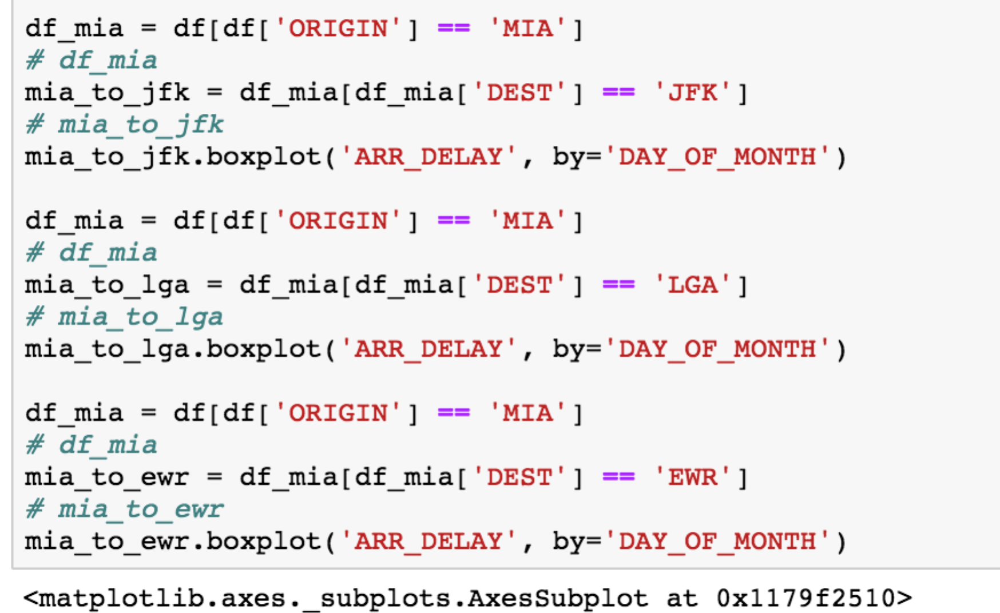 df_mia = df[df['ORIGIN'] == 'MIA']
# df_mia
mia_to_jfk = df_mia[df_mia['DEST'] == 'JFK']
# mia_to_jfk
mia_to_jfk.boxplot('ARR_DELAY', by='DAY_OF_MONTH')
df_mia = df[df['ORIGIN'] == 'MIA']
# df_mia
mia_to_lga = df_mia[df_mia['DEST'] == 'LGA']
# mia_to_lga
mia_to_lga.boxplot('ARR_DELAY', by='DAY_OF_MONTH')
df_mia = df[df['ORIGIN'] == 'MIA']
# df_mia
mia_to_ewr = df_mia[df_mia['DEST'] == 'EWR']
# mia_to_ewr
mia_to_ewr.boxplot('ARR_DELAY', by='DAY_OF_MONTH')
<matplotlib.axes._subplots.AxesSubplot at 0x1179f2510>